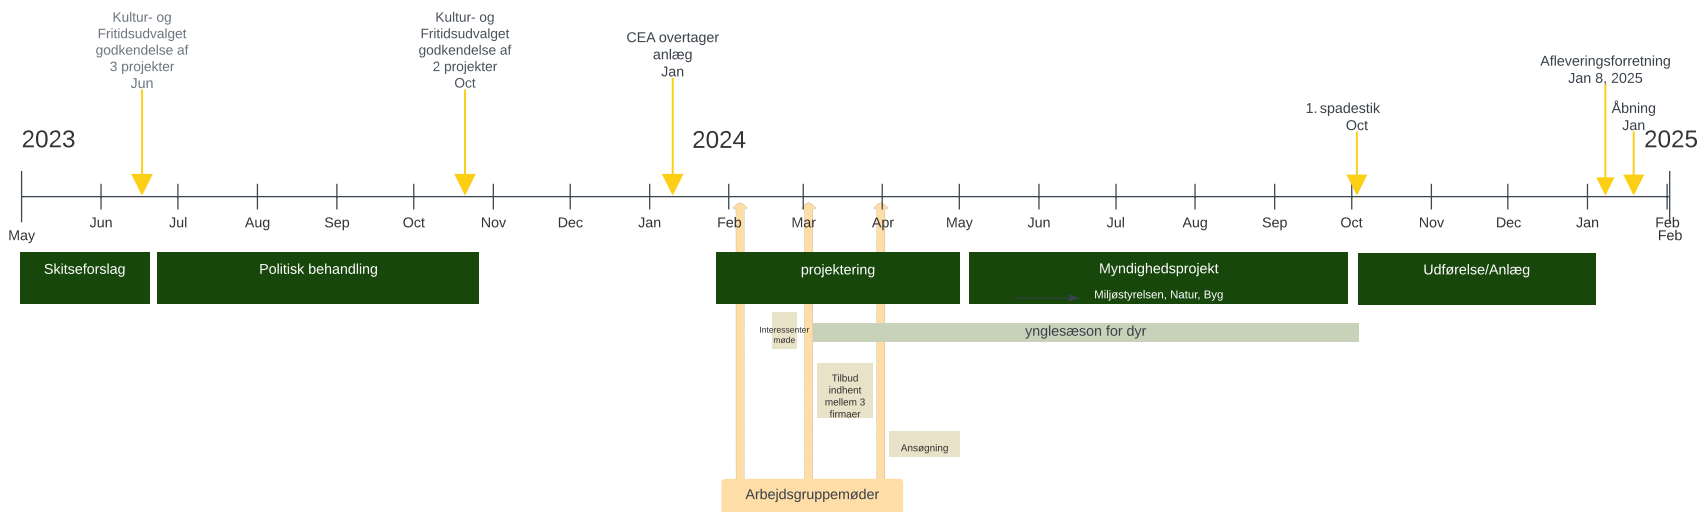 Kultur- og
Fritidsudvalget
godkendelse af
3 projekter
Jun
Kultur- og
Fritidsudvalget
godkendelse af
2 projekter
Oct
CEA overtager
anlæg
Jan
1. spadestik
Oct
Afleveringsforretning
Jan 8, 2025
Åbning
Jan
2023
2024
2025
May
Jun
Jul
Aug
Sep
Oct
Nov
Dec
Jan
Feb
Mar
Apr
May
Jun
Jul
Aug
Sep
Oct
Nov
Dec
Jan
Feb
Feb
Skitseforslag
Politisk behandling
projektering
Myndighedsprojekt
Miljøstyrelsen, Natur, Byg
Udførelse/Anlæg
Interessenter
møde
ynglesæson for dyr
Tilbud
indhent
mellem 3
firmaer
Ansøgning
Arbejdsgruppemøder